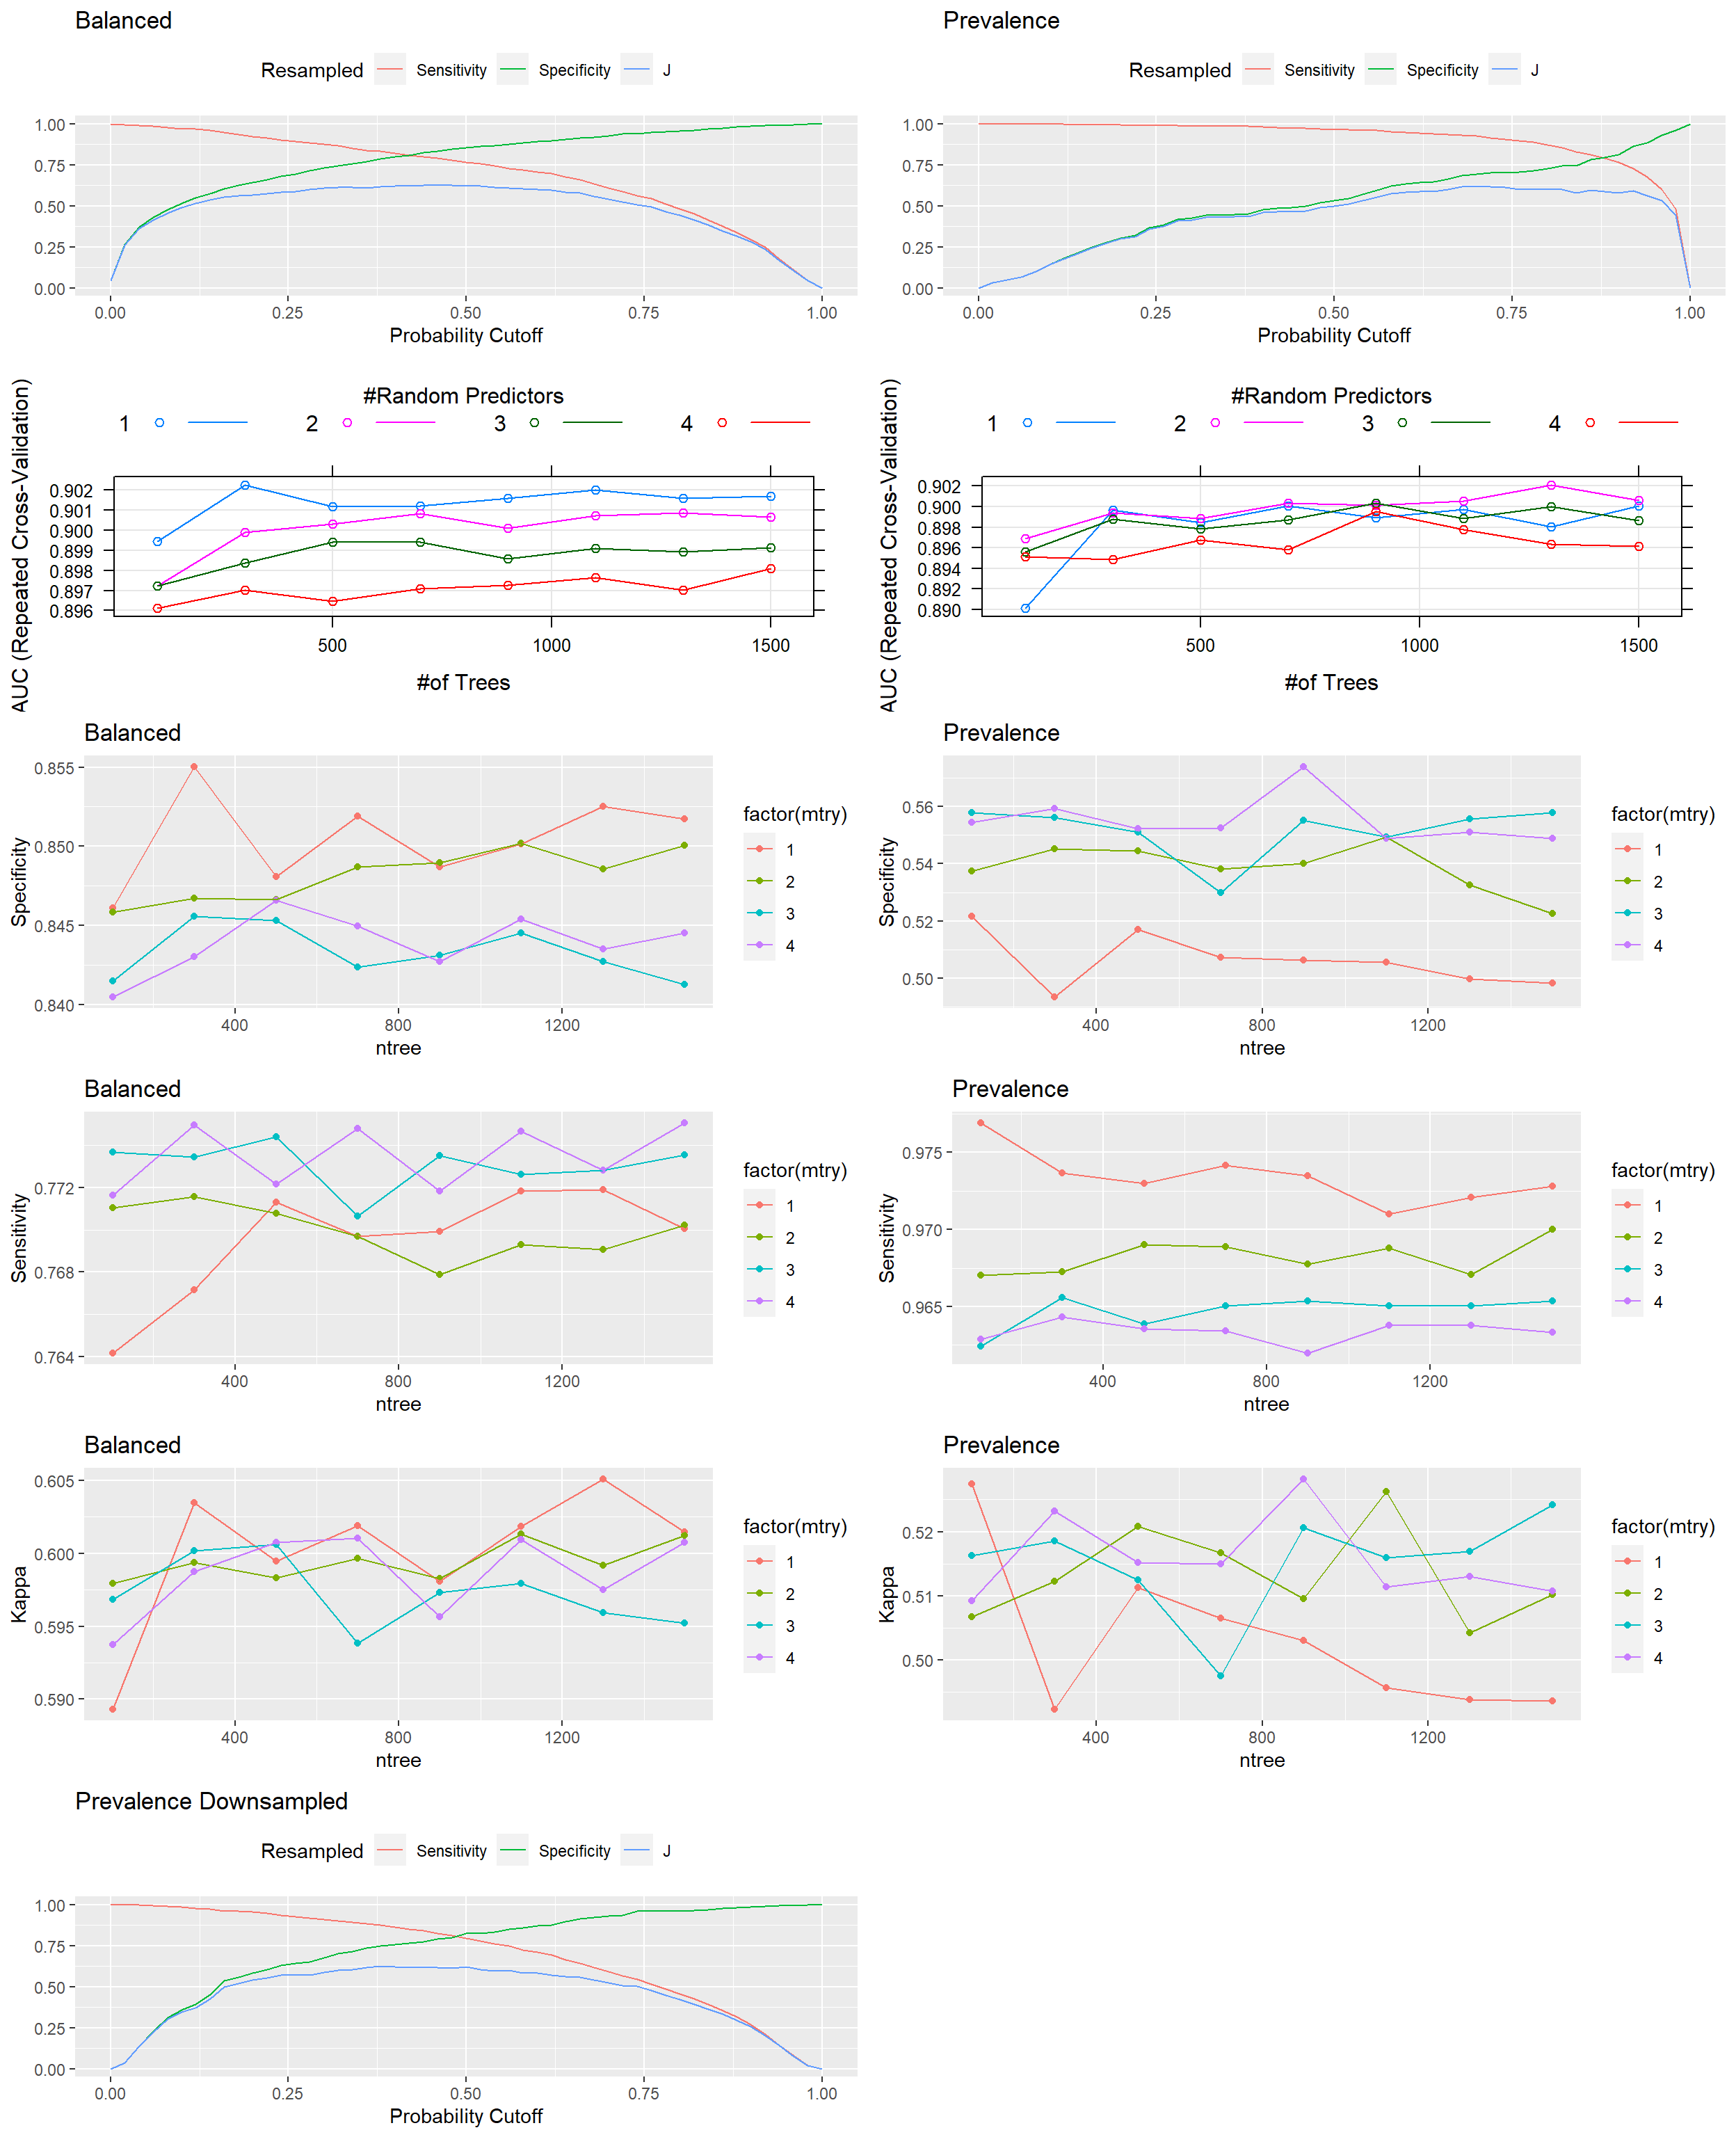 Balanced
Resampled Sensitivity Specificity J
1.00
0.75
0.50
0.25
0.00
0.00 0.25 0.50 0.75 1.00
Probability Cutoff
Prevalence
Resampled Sensitivity Specificity J
1.00
0.75
0.50
0.25
0.00
0.00 0.25 0.50 0.75 1.00
Probability Cutoff
#Random Predictors
1 2 3 4
AUC (Repeated Cross-Validation)
0.902
0.901
0.900
0.899
0.898
0.897
0.896
500 1000 1500
#of Trees
#Random Predictors
1 2 3 4
AUC (Repeated Cross-Validation)
0.902
0.900
0.898
0.896
0.894
0.892
0.890
500 1000 1500
#of Trees
Balanced
Specificity
0.855
0.850
0.845
0.840
400 800 1200
ntree
factor(mtry)
1
2
3
4
Prevalence
Specificity
0.56
0.54
0.52
0.50
400 800 1200
ntree
factor(mtry)
1
2
3
4
Balanced
Sensitivity
0.772
0.768
0.764
400 800 1200
ntree
factor(mtry)
1
2
3
4
Prevalence
Sensitivity
0.975
0.970
0.965
400 800 1200
ntree
factor(mtry)
1
2
3
4
Balanced
Kappa
0.605
0.600
0.595
0.590
400 800 1200
ntree
factor(mtry)
1
2
3
4
Prevalence
Kappa
0.52
0.51
0.50
400 800 1200
ntree
factor(mtry)
1
2
3
4
Prevalence Downsampled
Resampled Sensitivity Specificity J
1.00
0.75
0.50
0.25
0.00
0.00 0.25 0.50 0.75 1.00
Probability Cutoff